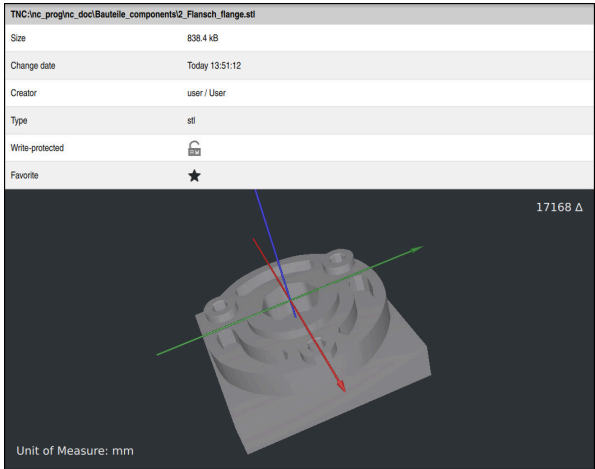 TNC:\nc_prog\nc_doc\Bauteile_components\2_Flansch_flange.stl
Size 838.4 kB
Change date Today 13:51:12
Creator user / User
Type stl
Write-protected
Favorite
17168 Δ
Unit of Measure: mm